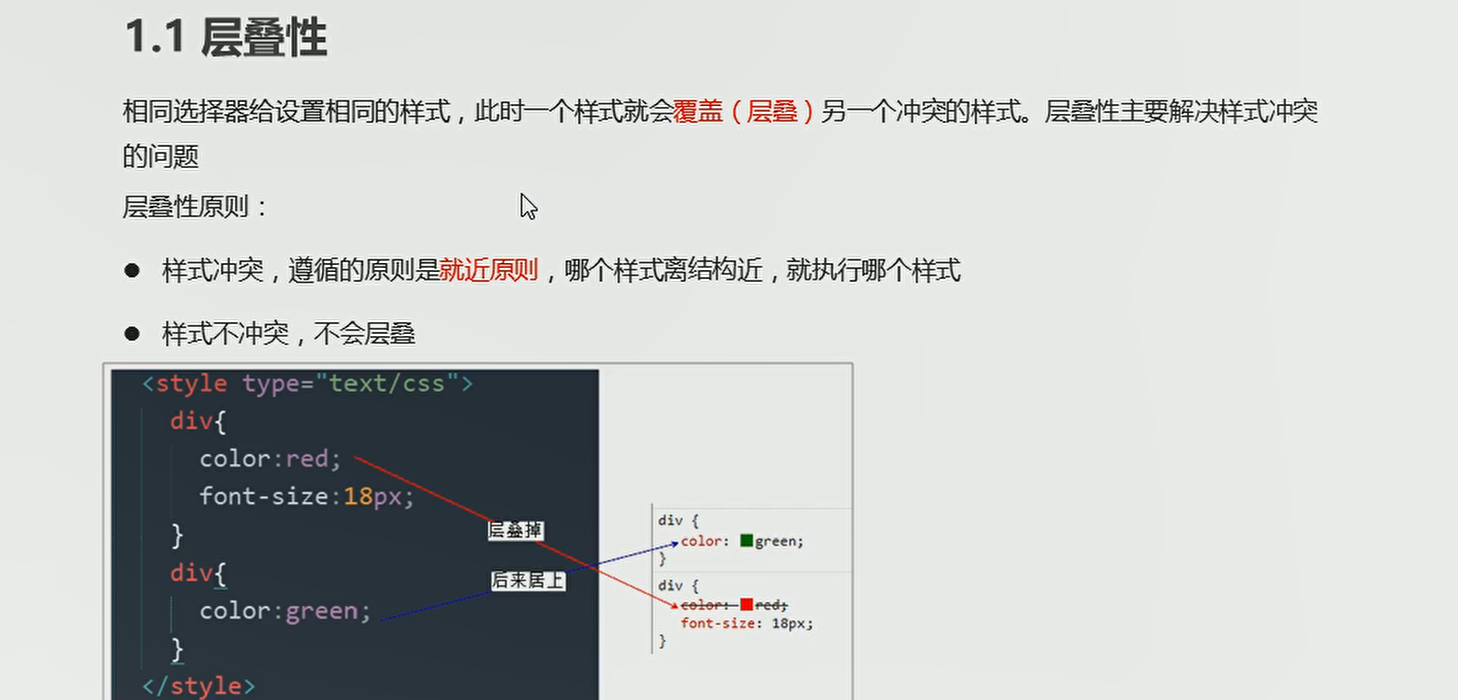 1.1 层叠性
相同选择器给设置相同的样式，此时一个样式就会覆盖（层叠）另一个冲突的样式。层叠性主要解决样式冲突
的问题
层叠性原则：
● 样式冲突，遵循的原则是就近原则，哪个样式离结构近，就执行哪个样式
● 样式不冲突，不会层叠
<style type="text/css">
div{
color:red;
font-size:18px;
}
div{
color:green;
}
</style>
层叠掉
后来居上
div {
color: green;
}
div {
color: red;
font-size: 18px;
}